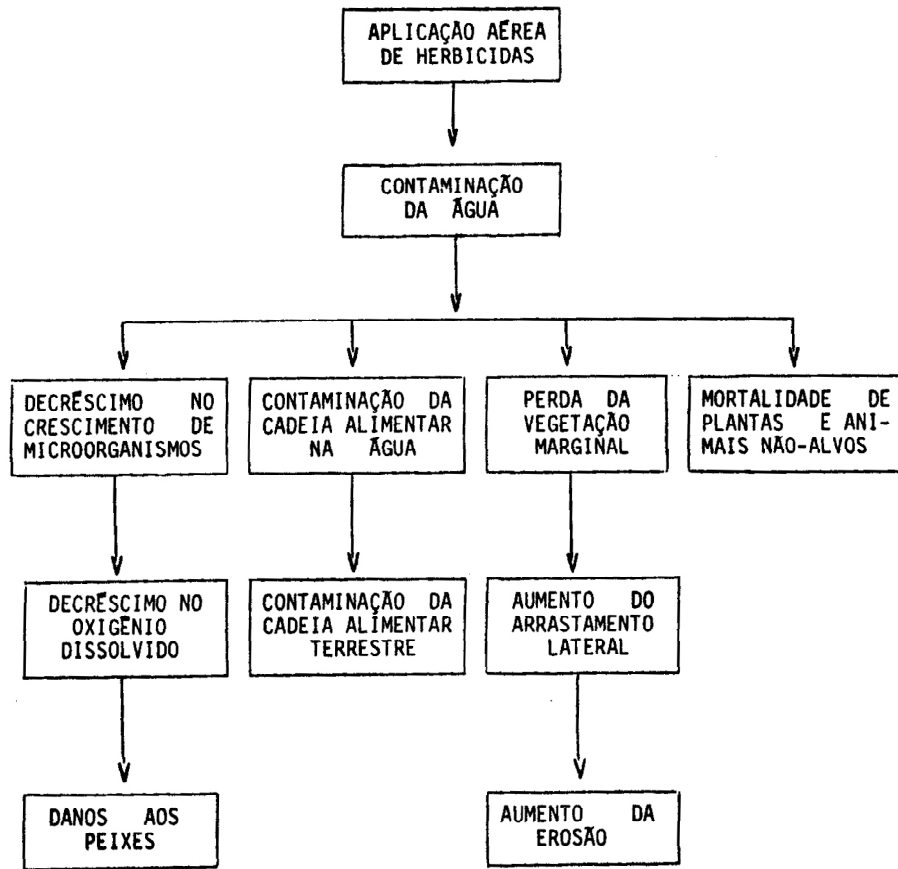 APLICAÇÃO AÉREA
DE HERBICIDAS
CONTAMINAÇÃO
DA ÁGUA
DECRÉSCIMO NO
CRESCIMENTO DE
MICROORGANISMOS
CONTAMINAÇÃO DA
CADEIA ALIMENTAR
NA ÁGUA
PERDA DA
VEGETAÇÃO
MARGINAL
MORTALIDADE DE
PLANTAS E ANI-
MAIS NÃO-ALVOS
DECRÉSCIMO NO
OXIGÊNIO
DISSOLVIDO
CONTAMINAÇÃO DA
CADEIA ALIMENTAR
TERRESTRE
AUMENTO DO
ARRASTAMENTO
LATERAL
DANOS AOS
PEIXES
AUMENTO DA
EROSÃO